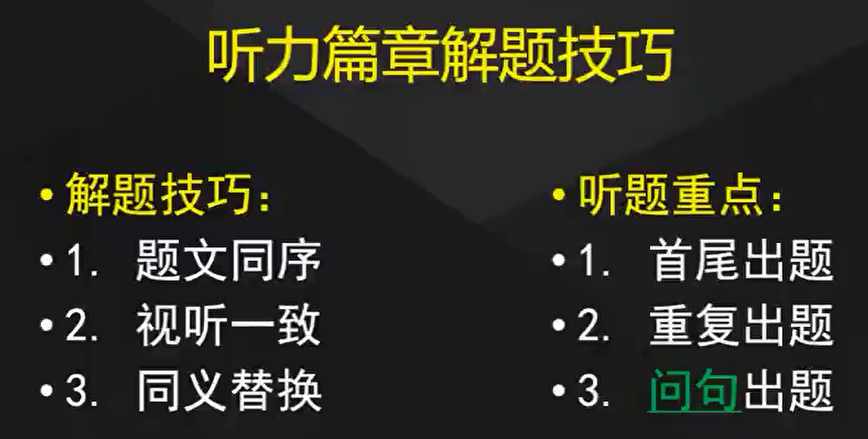 听力篇章解题技巧
• 解题技巧：
• 1. 题文同序
• 2. 视听一致
• 3. 同义替换
• 听题重点：
• 1. 首尾出题
• 2. 重复出题
• 3. 问句出题